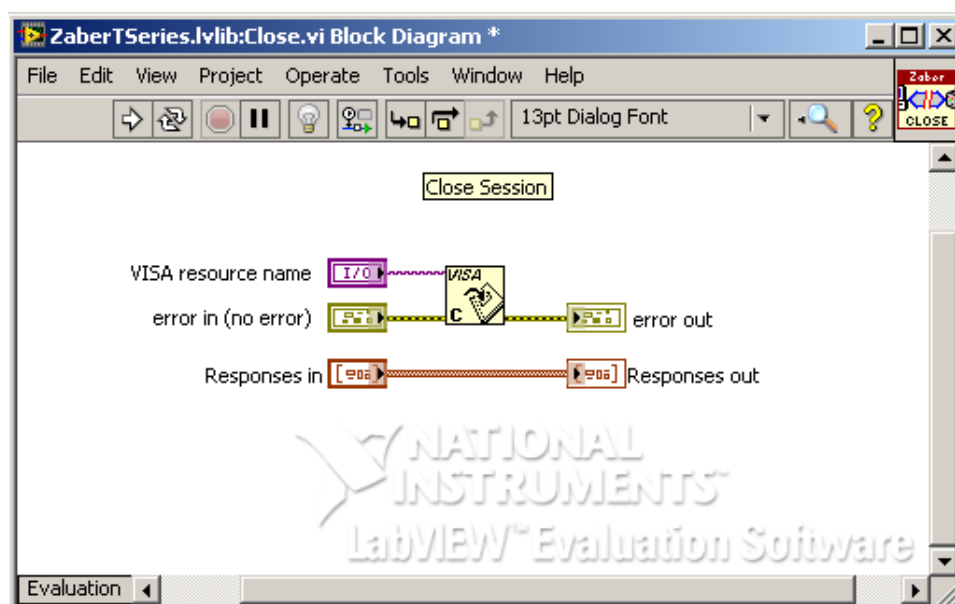 ZaberTSeries.lvlib:Close.vi Block Diagram *
File Edit View Project Operate Tools Window Help
Zaber
CLOSE
13pt Dialog Font
Close Session
VISA resource name I/O VISA
error in (no error) C error out
Responses in Responses out
NATIONAL
INSTRUMENTS™
LabVIEW™ Evaluation Software
Evaluation